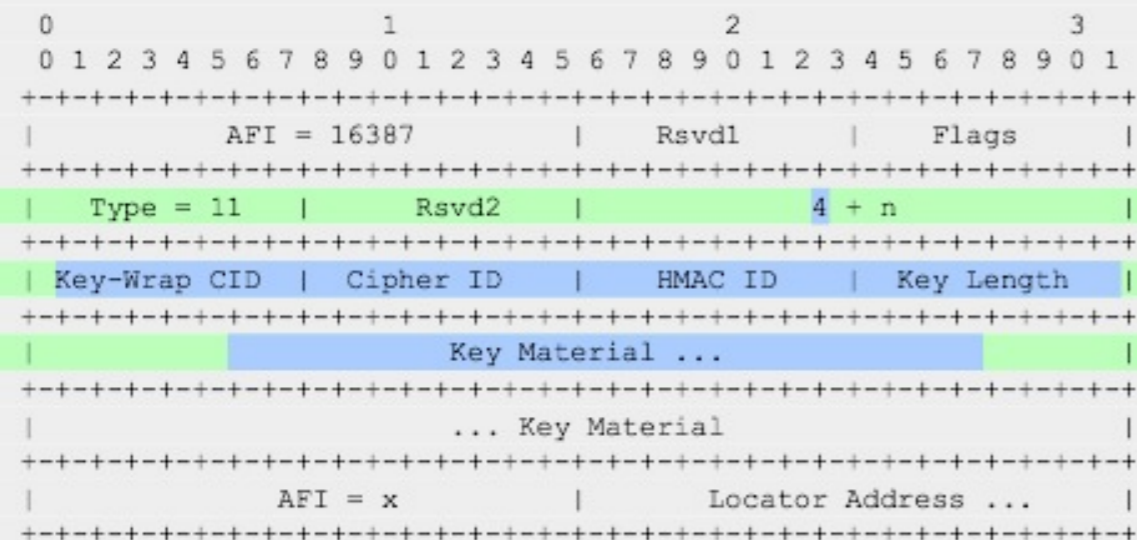 0                   1                   2                   3
0 1 2 3 4 5 6 7 8 9 0 1 2 3 4 5 6 7 8 9 0 1 2 3 4 5 6 7 8 9 0 1
+-+-+-+-+-+-+-+-+-+-+-+-+-+-+-+-+-+-+-+-+-+-+-+-+-+-+-+-+-+-+-+-+
|           AFI = 16387         |     Rsvd1     |     Flags     |
+-+-+-+-+-+-+-+-+-+-+-+-+-+-+-+-+-+-+-+-+-+-+-+-+-+-+-+-+-+-+-+-+
|   Type = 11   |      Rsvd2    |             4 + n             |
+-+-+-+-+-+-+-+-+-+-+-+-+-+-+-+-+-+-+-+-+-+-+-+-+-+-+-+-+-+-+-+-+
|Key-Wrap CID  |  Cipher ID    |    HMAC ID    |  Key Length   |
+-+-+-+-+-+-+-+-+-+-+-+-+-+-+-+-+-+-+-+-+-+-+-+-+-+-+-+-+-+-+-+-+
|                        Key Material ...                       |
+-+-+-+-+-+-+-+-+-+-+-+-+-+-+-+-+-+-+-+-+-+-+-+-+-+-+-+-+-+-+-+-+
|                        ... Key Material                       |
+-+-+-+-+-+-+-+-+-+-+-+-+-+-+-+-+-+-+-+-+-+-+-+-+-+-+-+-+-+-+-+-+
|              AFI = x          |       Locator Address ...     |
+-+-+-+-+-+-+-+-+-+-+-+-+-+-+-+-+-+-+-+-+-+-+-+-+-+-+-+-+-+-+-+-+